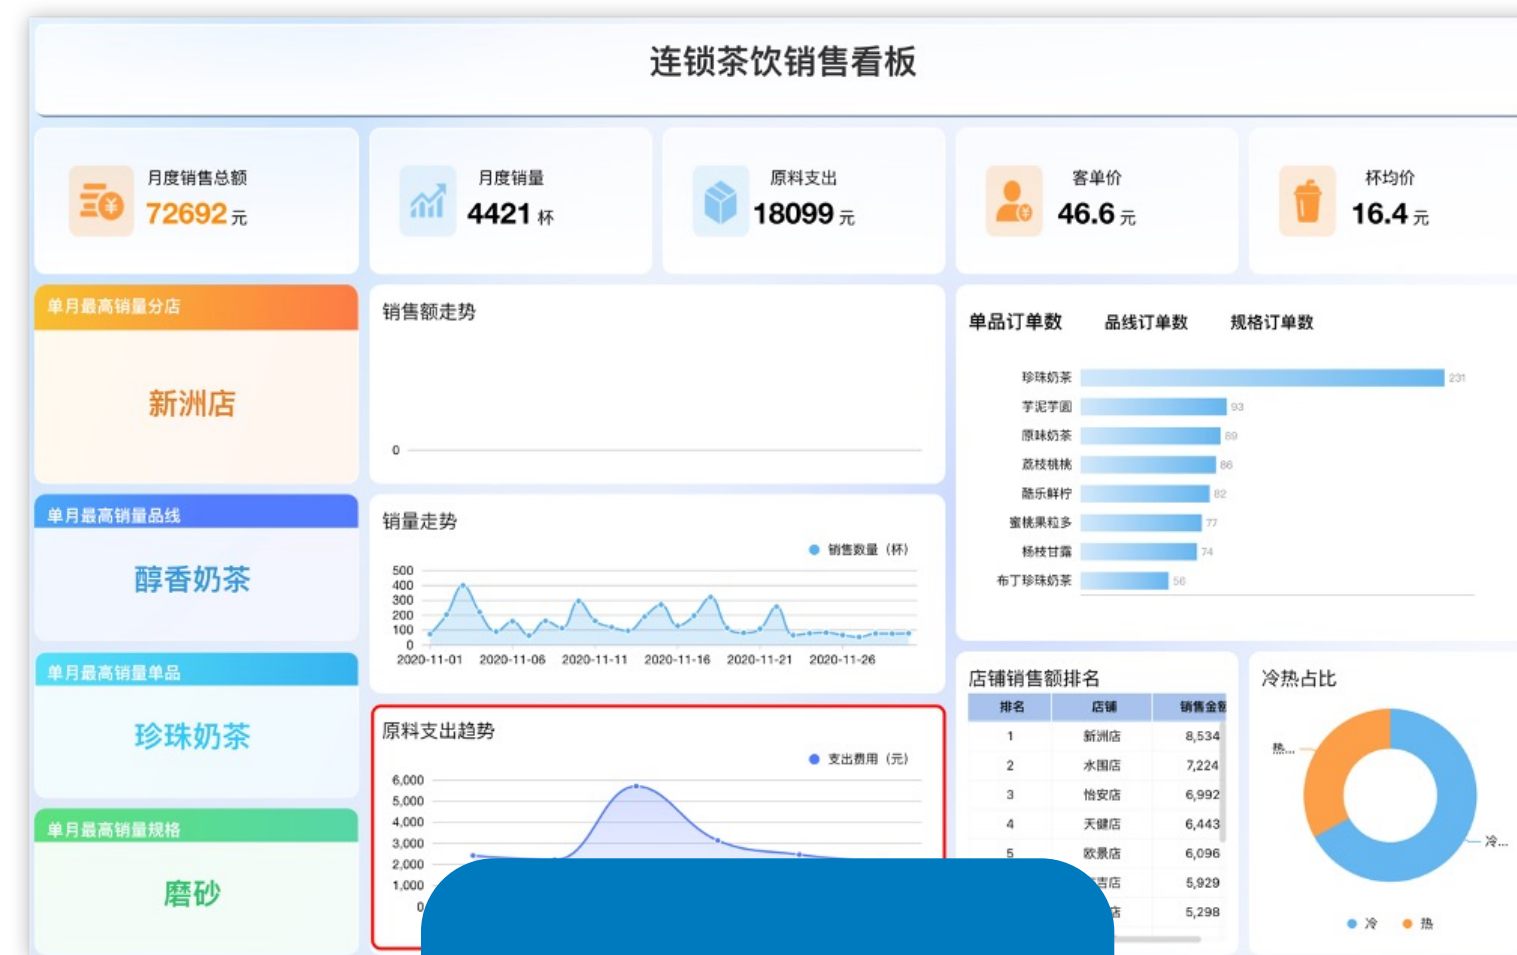 连锁茶饮销售看板
月度销售总额
72692 元
月度销量
4421 杯
原料支出
18099 元
客单价
46.6 元
杯均价
16.4 元
单月最高销量分店
新洲店
单月最高销量品线
醇香奶茶
单月最高销量单品
珍珠奶茶
单月最高销量规格
磨砂
销售额走势
0
销量走势
销售数量（杯）
500
400
300
200
100
0
2020-11-01 2020-11-06 2020-11-11 2020-11-16 2020-11-21 2020-11-26
原料支出趋势
支出费用（元）
6,000
5,000
4,000
3,000
2,000
1,000
0
单品订单数 品线订单数 规格订单数
珍珠奶茶 231
芋泥芋圆 93
原味奶茶 89
荔枝桃桃 86
酷乐鲜柠 82
蜜桃果粒多 77
杨枝甘露 74
布丁珍珠奶茶 56
店铺销售额排名
排名 店铺 销售金额
1 新洲店 8,534
2 水围店 7,224
3 怡安店 6,992
4 天健店 6,443
5 欧景店 6,096
吉店 5,929
店 5,298
冷热占比
热...
冷...
冷 热